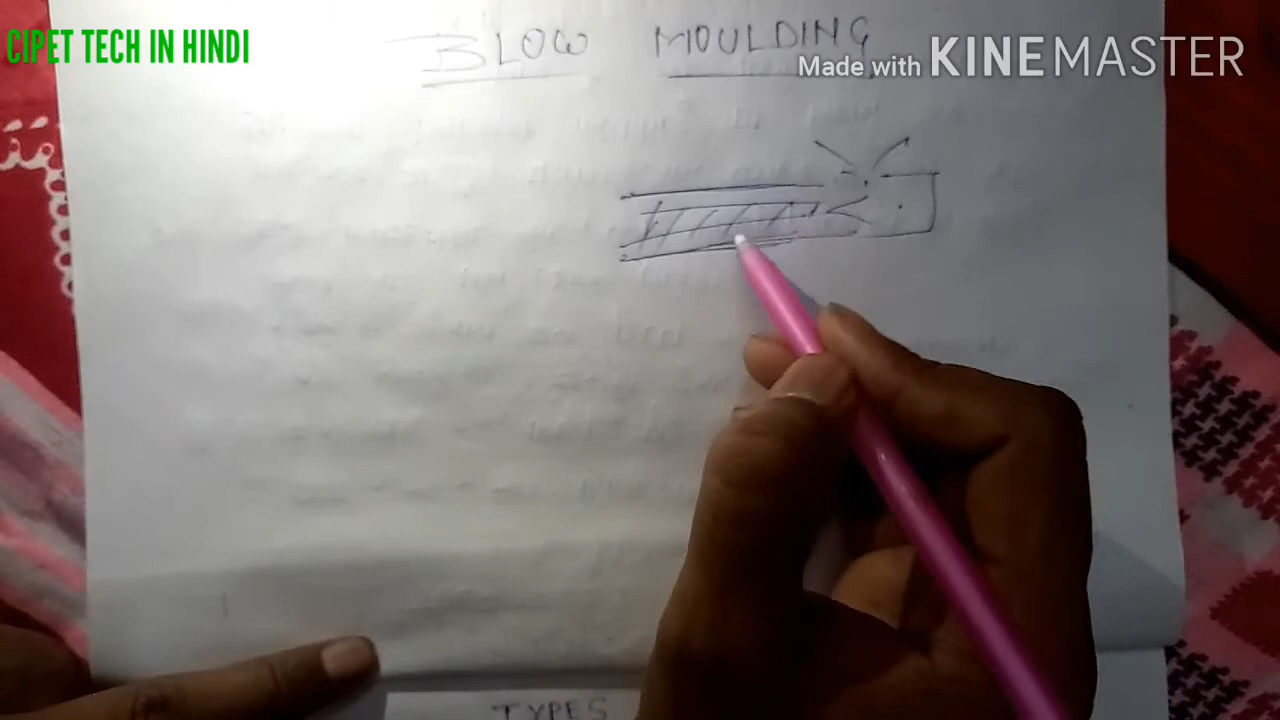 CIPET TECH IN HINDI
BLOW MOULDING
Made with KINEMASTER
TYPES